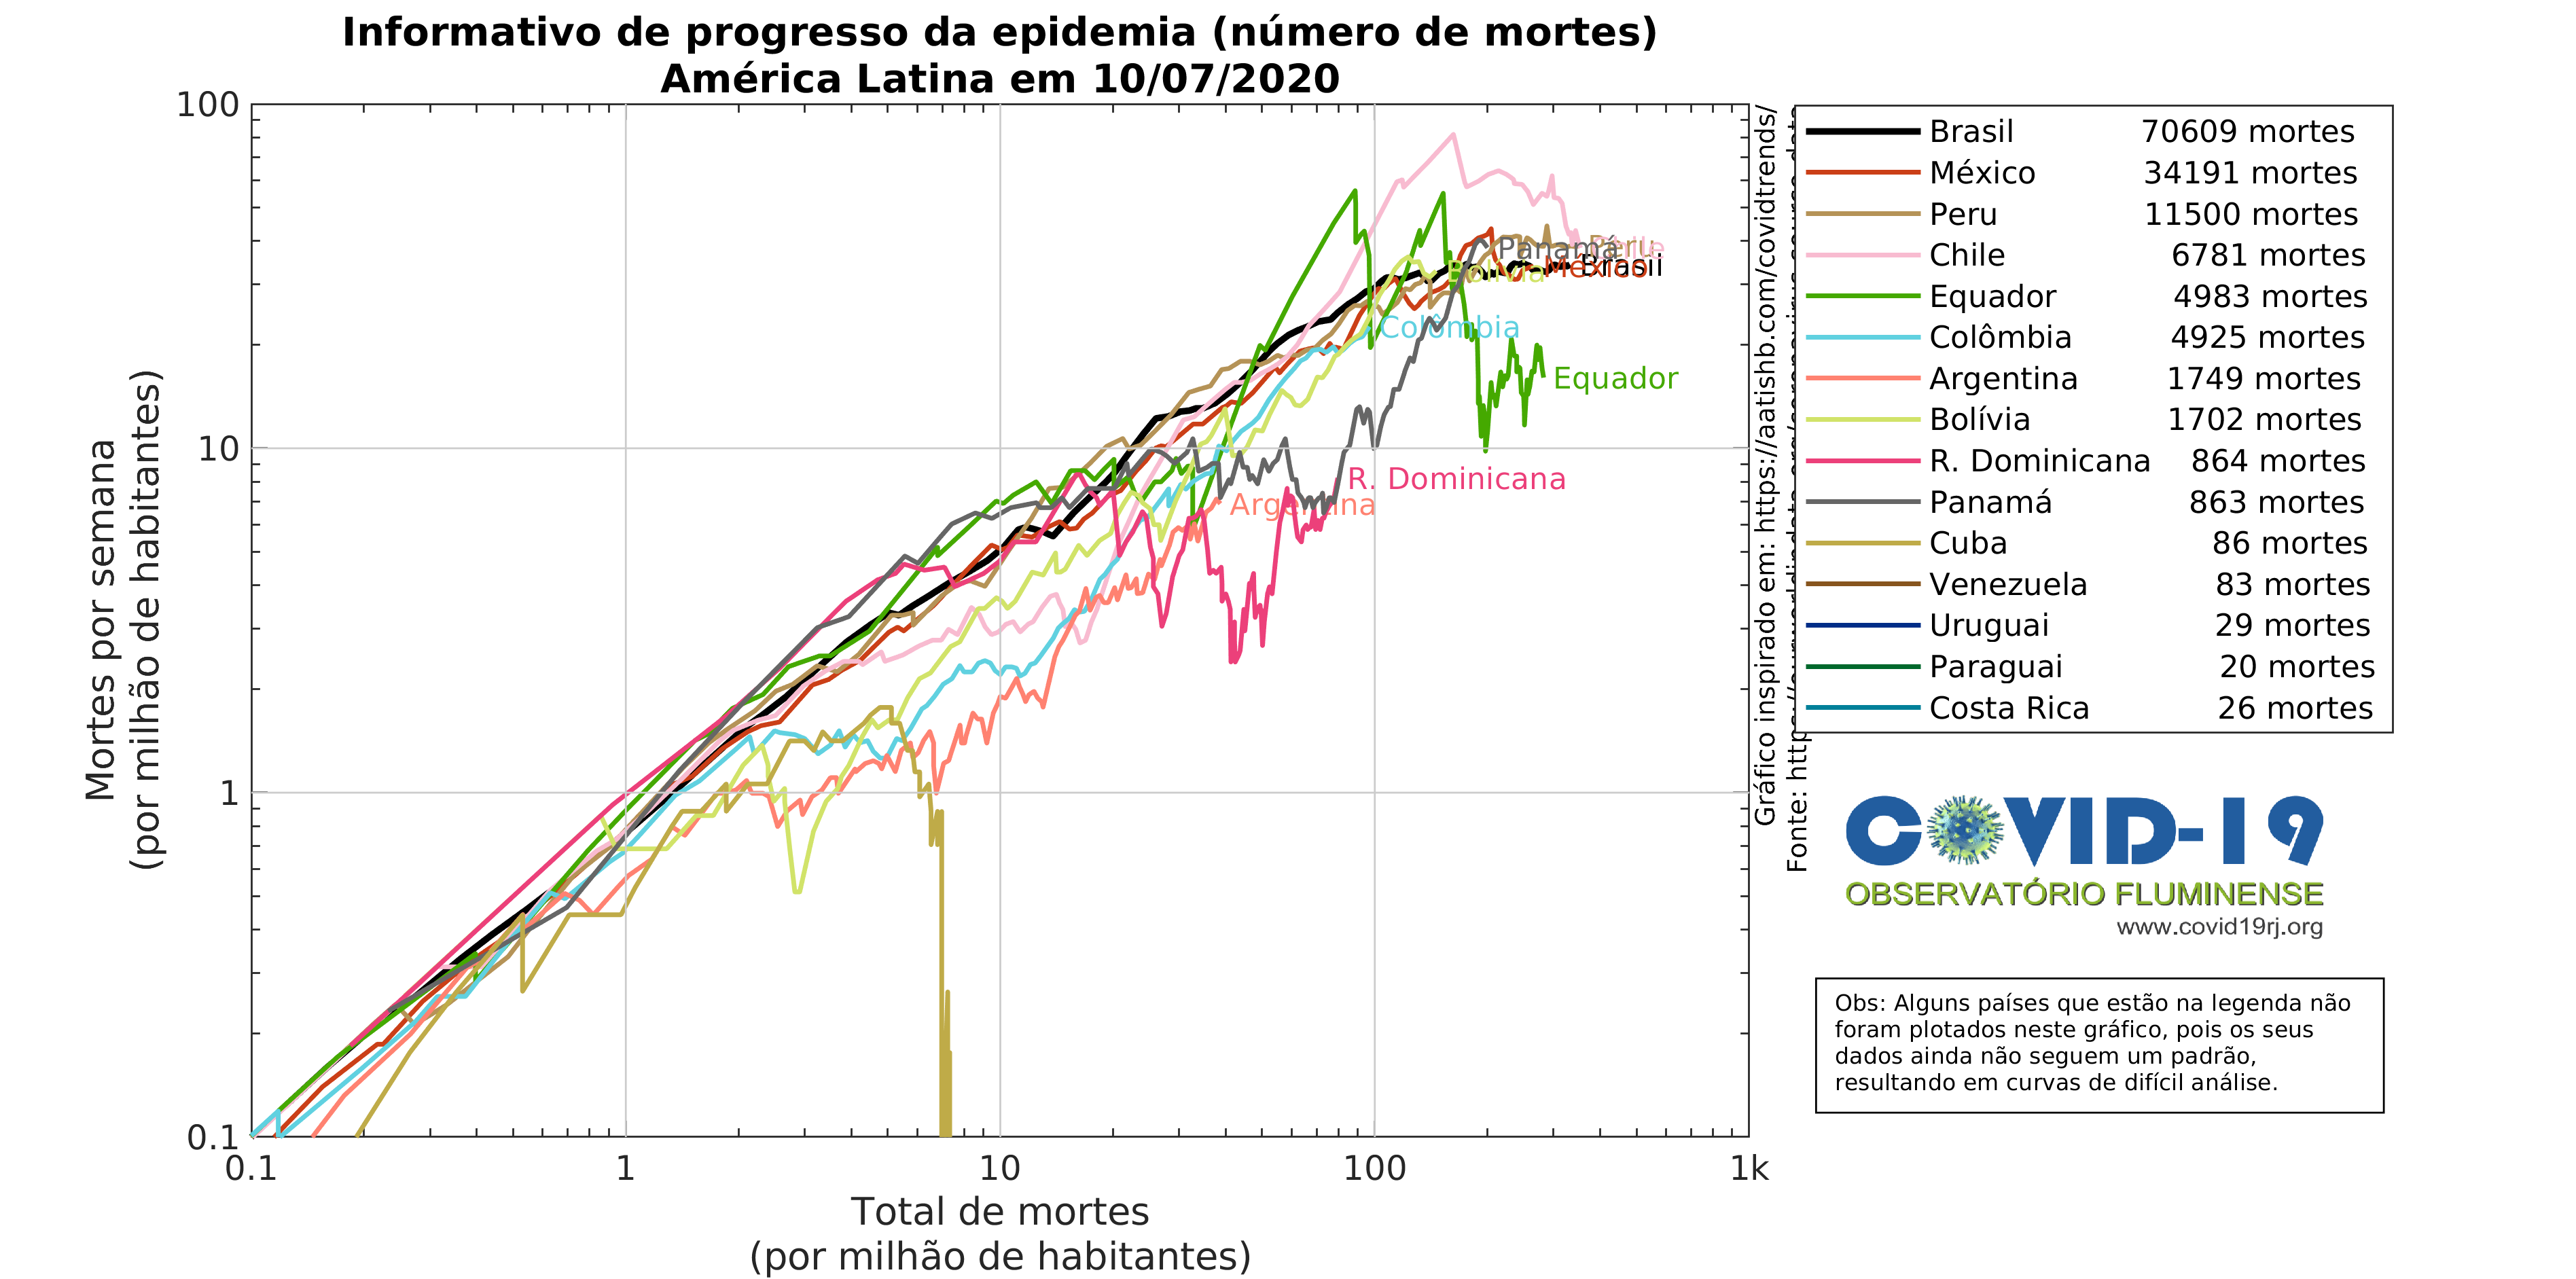 Informativo de progresso da epidemia (número de mortes)
América Latina em 10/07/2020
Mortes por semana
(por milhão de habitantes)
100
10
1
0.1
0.1
1
10
100
1k
Total de mortes
(por milhão de habitantes)
Panamá
Peru
Chile
Bolívia
México
Brasil
Colômbia
Equador
R. Dominicana
Argentina
Gráfico inspirado em: https://aatishb.com/covidtrends/
Fonte:
Brasil 70609 mortes
México 34191 mortes
Peru 11500 mortes
Chile 6781 mortes
Equador 4983 mortes
Colômbia 4925 mortes
Argentina 1749 mortes
Bolívia 1702 mortes
R. Dominicana 864 mortes
Panamá 863 mortes
Cuba 86 mortes
Venezuela 83 mortes
Uruguai 29 mortes
Paraguai 20 mortes
Costa Rica 26 mortes
COVID-19
OBSERVATÓRIO FLUMINENSE
www.covid19rj.org
Obs: Alguns países que estão na legenda não
foram plotados neste gráfico, pois os seus
dados ainda não seguem um padrão,
resultando em curvas de difícil análise.